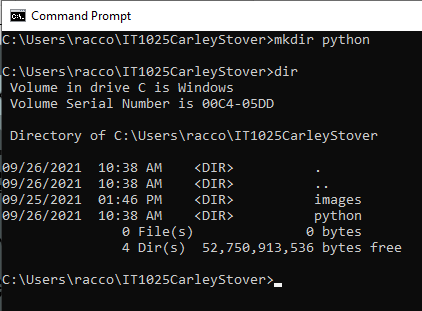 Command Prompt
C:\Users\racco\IT1025CarleyStover>mkdir python
C:\Users\racco\IT1025CarleyStover>dir
 Volume in drive C is Windows
 Volume Serial Number is 00C4-05DD
 Directory of C:\Users\racco\IT1025CarleyStover
09/26/2021  10:38 AM    <DIR>          .
09/26/2021  10:38 AM    <DIR>          ..
09/25/2021  01:46 PM    <DIR>          images
09/26/2021  10:38 AM    <DIR>          python
               0 File(s)              0 bytes
               4 Dir(s)  52,750,913,536 bytes free
C:\Users\racco\IT1025CarleyStover>